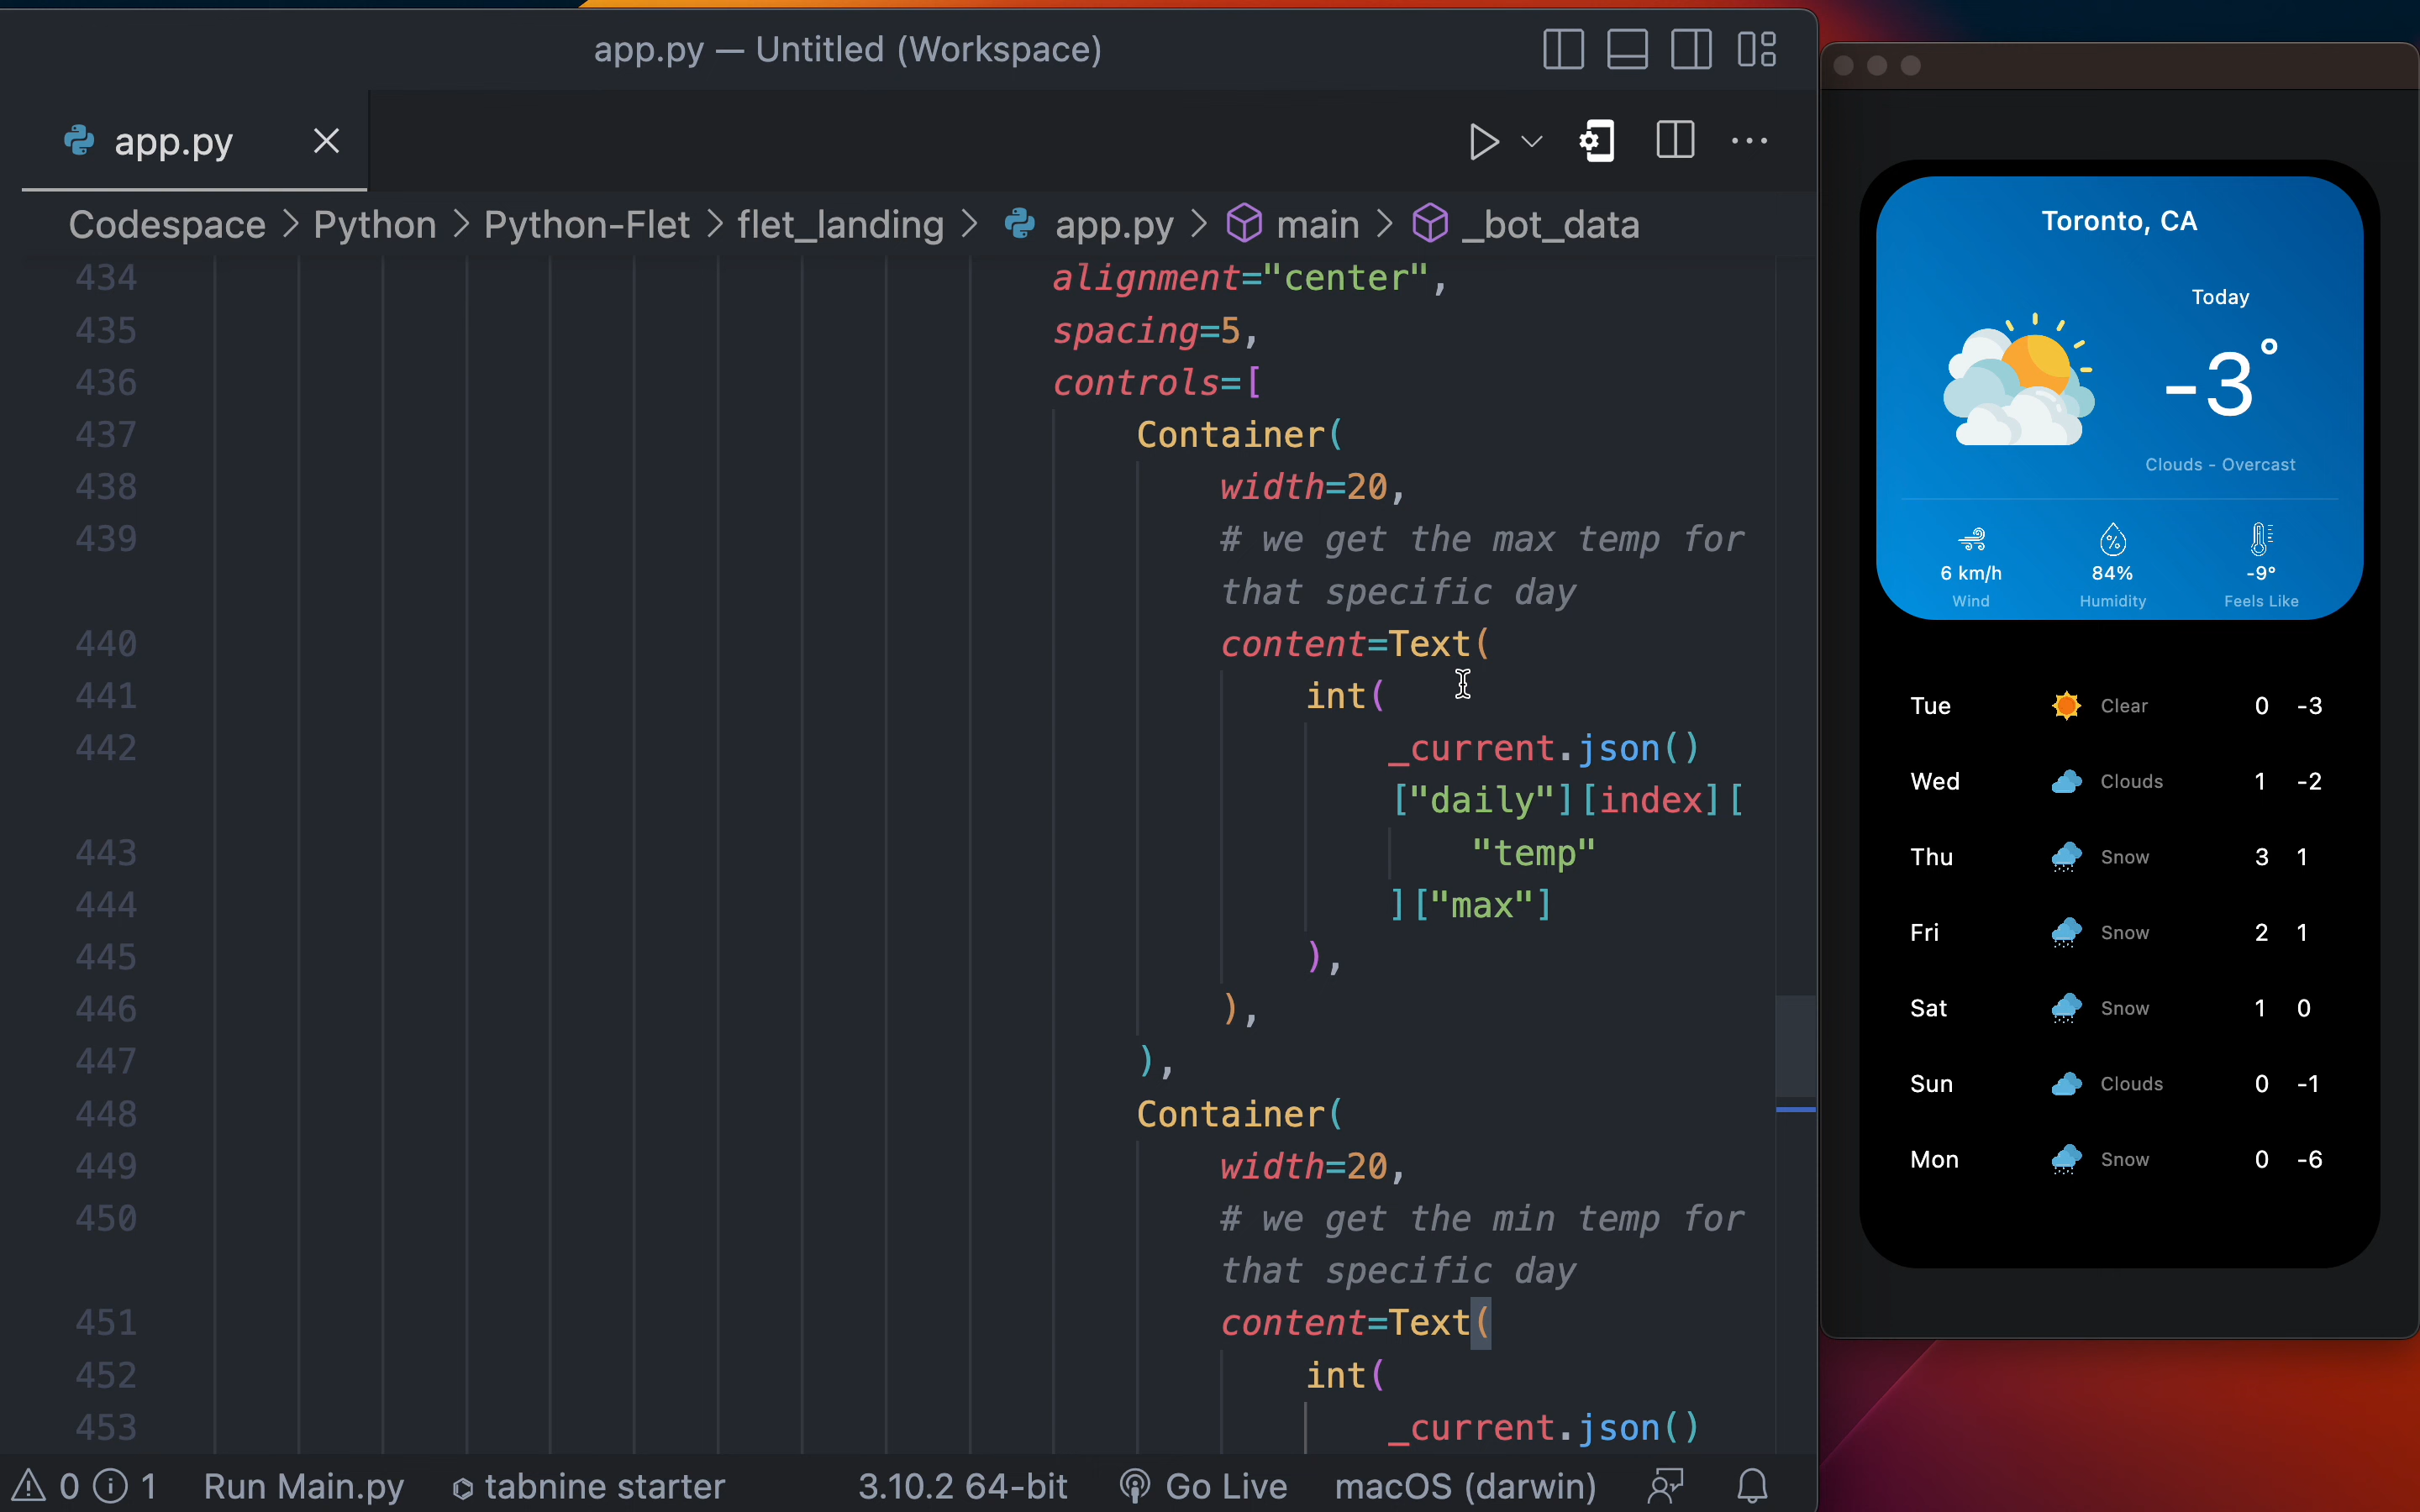 app.py — Untitled (Workspace)
app.py
Codespace > Python > Python-Flet > flet_landing > app.py > main > _bot_data
434 alignment="center",
435 spacing=5,
436 controls=[
437 Container(
438 width=20,
439 # we get the max temp for
that specific day
440 content=Text(
441 int(
442 _current.json()
["daily"][index][
443 "temp"
444 ]["max"]
445 ),
446 ),
447 ),
448 Container(
449 width=20,
450 # we get the min temp for
that specific day
451 content=Text(
452 int(
453 _current.json()
0 1 Run Main.py tabnine starter 3.10.2 64-bit Go Live macOS (darwin)
Toronto, CA
Today
-3°
Clouds - Overcast
6 km/h 84% -9°
Wind Humidity Feels Like
Tue Clear 0 -3
Wed Clouds 1 -2
Thu Snow 3 1
Fri Snow 2 1
Sat Snow 1 0
Sun Clouds 0 -1
Mon Snow 0 -6